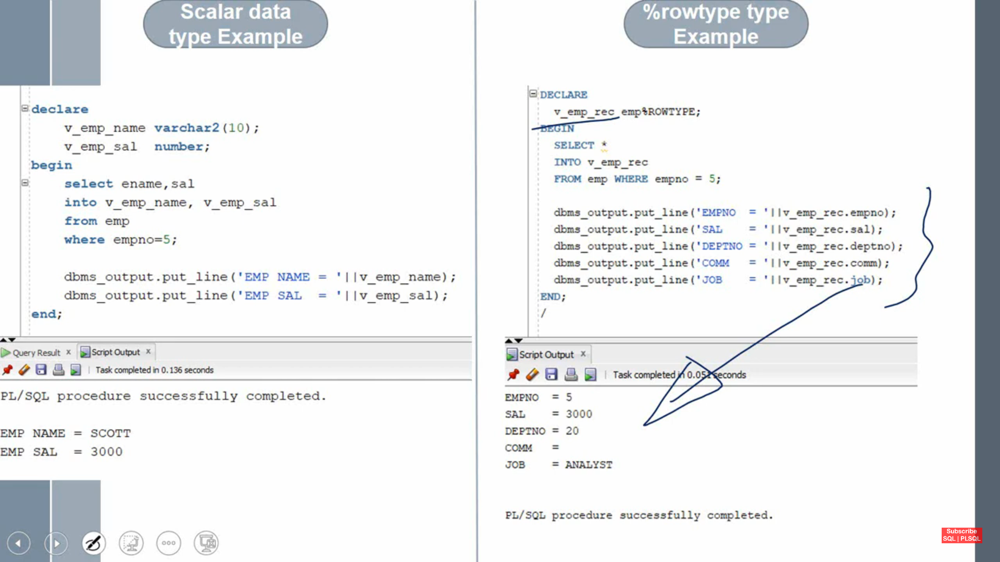 Scalar data
type Example
declare
v_emp_name varchar2(10);
v_emp_sal number;
begin
select ename,sal
into v_emp_name, v_emp_sal
from emp
where empno=5;
dbms_output.put_line('EMP NAME = '||v_emp_name);
dbms_output.put_line('EMP SAL  = '||v_emp_sal);
end;
Query Result x
Script Output x
Task completed in 0.136 seconds
PL/SQL procedure successfully completed.
EMP NAME = SCOTT
EMP SAL  = 3000
%rowtype type
Example
DECLARE
v_emp_rec emp%ROWTYPE;
BEGIN
SELECT *
INTO v_emp_rec
FROM emp WHERE empno = 5;
dbms_output.put_line('EMPNO  = '||v_emp_rec.empno);
dbms_output.put_line('SAL    = '||v_emp_rec.sal);
dbms_output.put_line('DEPTNO = '||v_emp_rec.deptno);
dbms_output.put_line('COMM   = '||v_emp_rec.comm);
dbms_output.put_line('JOB    = '||v_emp_rec.job);
END;
/
Script Output x
Task completed in 0.051 seconds
EMPNO  = 5
SAL    = 3000
DEPTNO = 20
COMM   =
JOB    = ANALYST
PL/SQL procedure successfully completed.
Subscribe
SQL | PLSQL